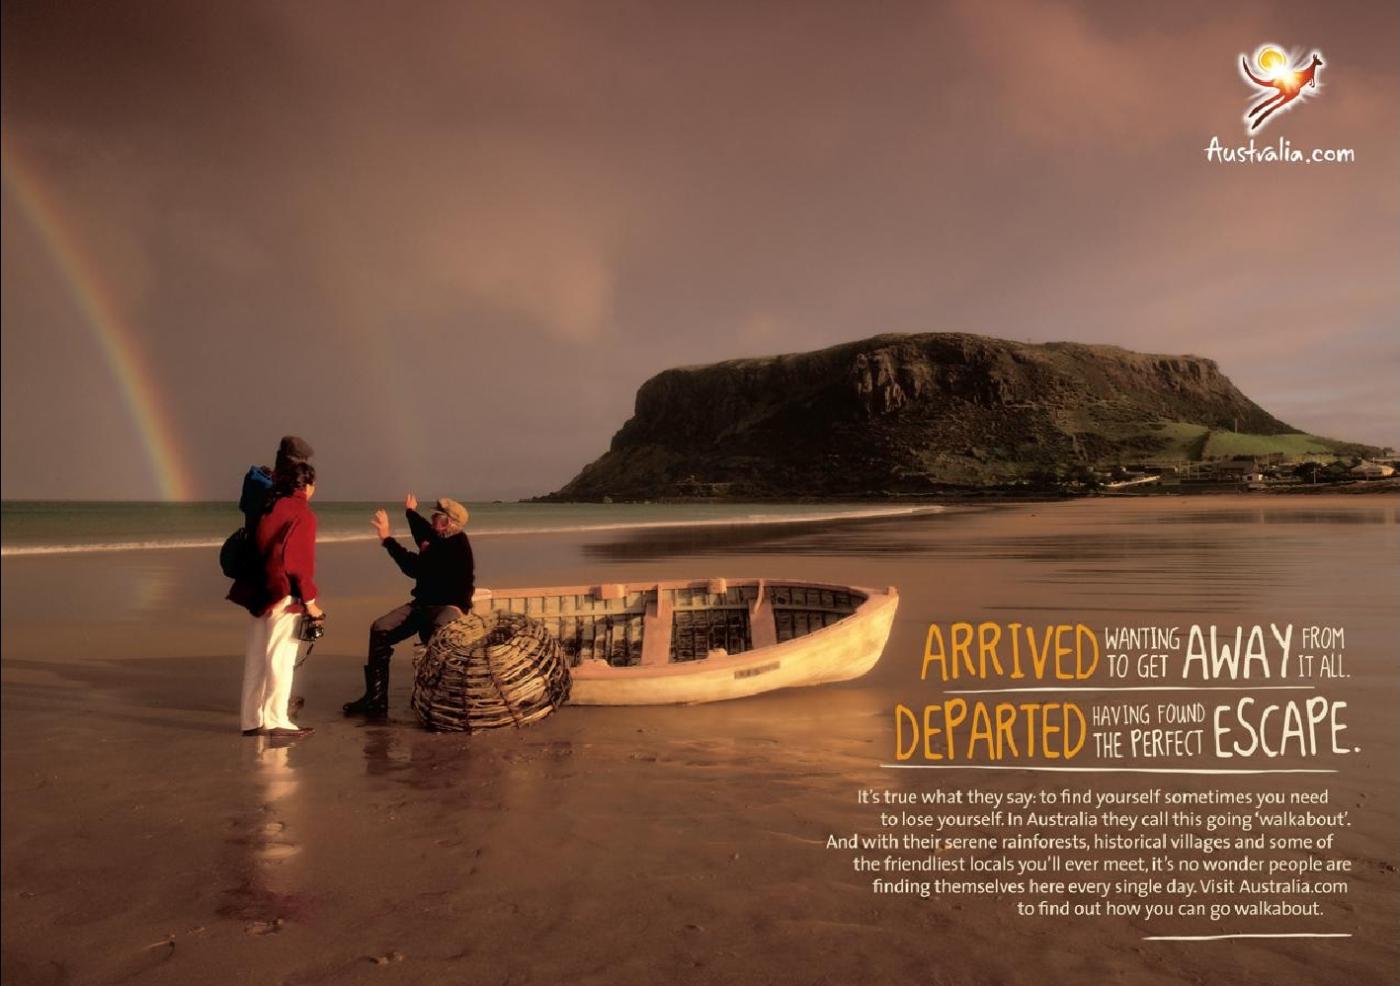 Australia.com
ARRIVED WANTING TO GET AWAY FROM IT ALL.
DEPARTED HAVING FOUND THE PERFECT ESCAPE.
It's true what they say: to find yourself sometimes you need
to lose yourself. In Australia they call this going 'walkabout'.
And with their serene rainforests, historical villages and some of
the friendliest locals you'll ever meet, it's no wonder people are
finding themselves here every single day. Visit Australia.com
to find out how you can go walkabout.